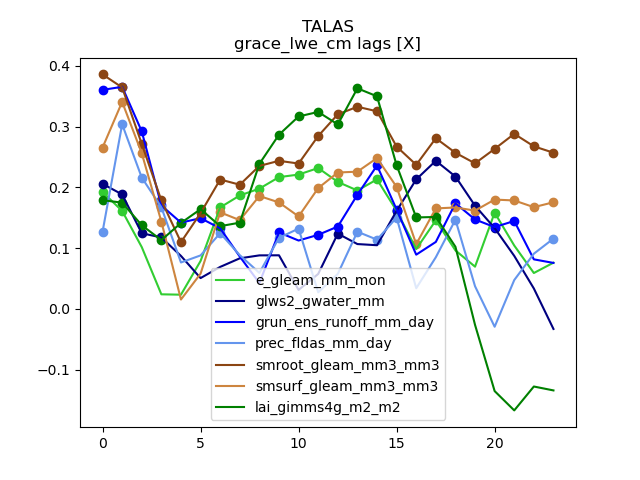 TALAS
grace_lwe_cm lags [X]
0.4
0.3
0.2
0.1
0.0
−0.1
e_gleam_mm_mon
glws2_gwater_mm
grun_ens_runoff_mm_day
prec_fldas_mm_day
smroot_gleam_mm3_mm3
smsurf_gleam_mm3_mm3
lai_gimms4g_m2_m2
0 5 10 15 20